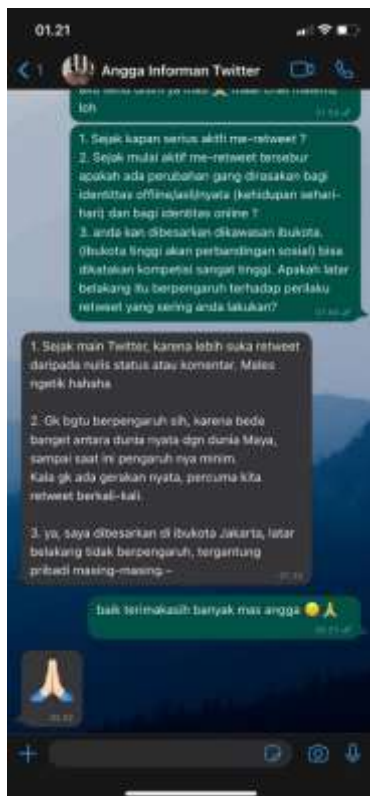 01.21
1
Angga Informan Twitter
loh
1. Sejak kapan serius aktli me-retweet ?
2. Sejak mulai aktif me-retweet tersebut
apakah ada perubahan gang dirasakan bagi
identittas offline/asli/nyata (kehidupan sehari-
hari) dan bagi identitas online ?
3. anda kan dibesarkan dikawasan ibukota.
(ibukota tinggi akan perbandingan sosial) bisa
dikatakan kompetisi sangat tinggi. Apakah later
belakang itu berpengaruh terhadap perilaku
retweet yang sering anda lakukan?
1. Sejak main Twitter, karena lebih suka retweet
daripada nulis status atau komentar. Males
ngetik hahaha
2. Gk bgtu berpengaruh sih, karena beda
banget antara dunia nyata dgn dunia Maya,
sampai saat ini pengaruh nya minim.
Kala gk ada gerakan nyata, percuma kita
retweet berkali-kali.
3. ya, saya dibesarkan di ibukota Jakarta, latar
belakang tidak berpengaruh, tergantung
pribadi masing-masing.~
baik terimakasih banyak mas angga